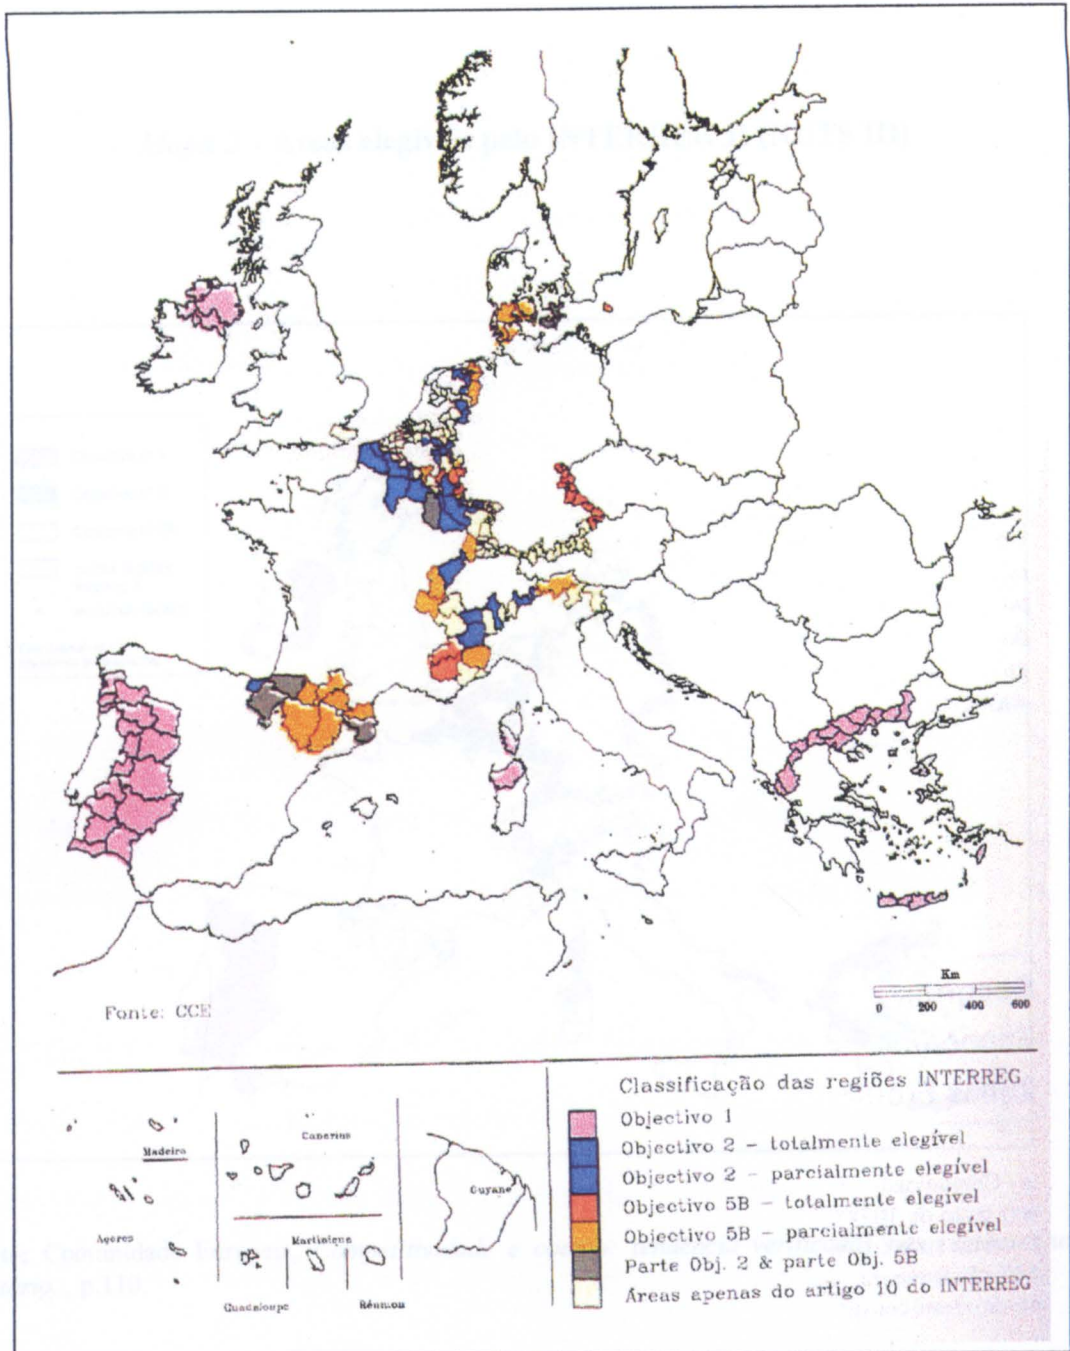 Km
0 200 400 600
Fonte: CCE
Classificação das regiões INTERREG
Objectivo 1
Objectivo 2 - totalmente elegível
Objectivo 2 - parcialmente elegível
Objectivo 5B - totalmente elegível
Objectivo 5B - parcialmente elegível
Parte Obj. 2 & parte Obj. 5B
Áreas apenas do artigo 10 do INTERREG
Madeira
Açores
Canarias
Martinique
Guadaloupe
Réunion
Guyane